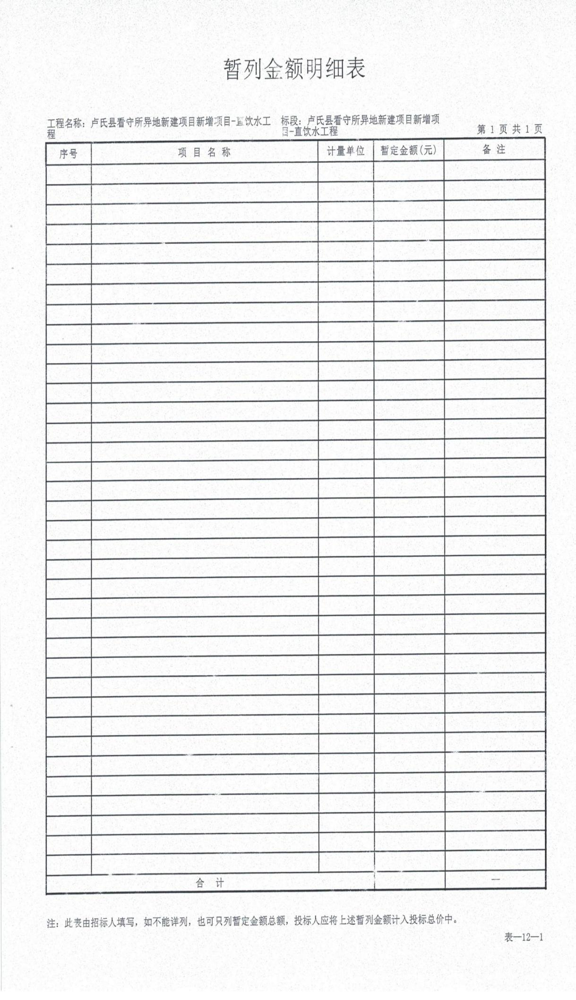 暂列金额明细表
工程名称：卢氏县看守所异地新建项目新增项目-直饮水工
程
标段：卢氏县看守所异地新建项目新增项
目-直饮水工程
第 1 页 共 1 页
序号 项 目 名 称 计量单位 暂定金额(元) 备 注
合 计 —
注：此表由招标人填写，如不能详列，也可只列暂定金额总额，投标人应将上述暂列金额计入投标总价中。
表—12—1